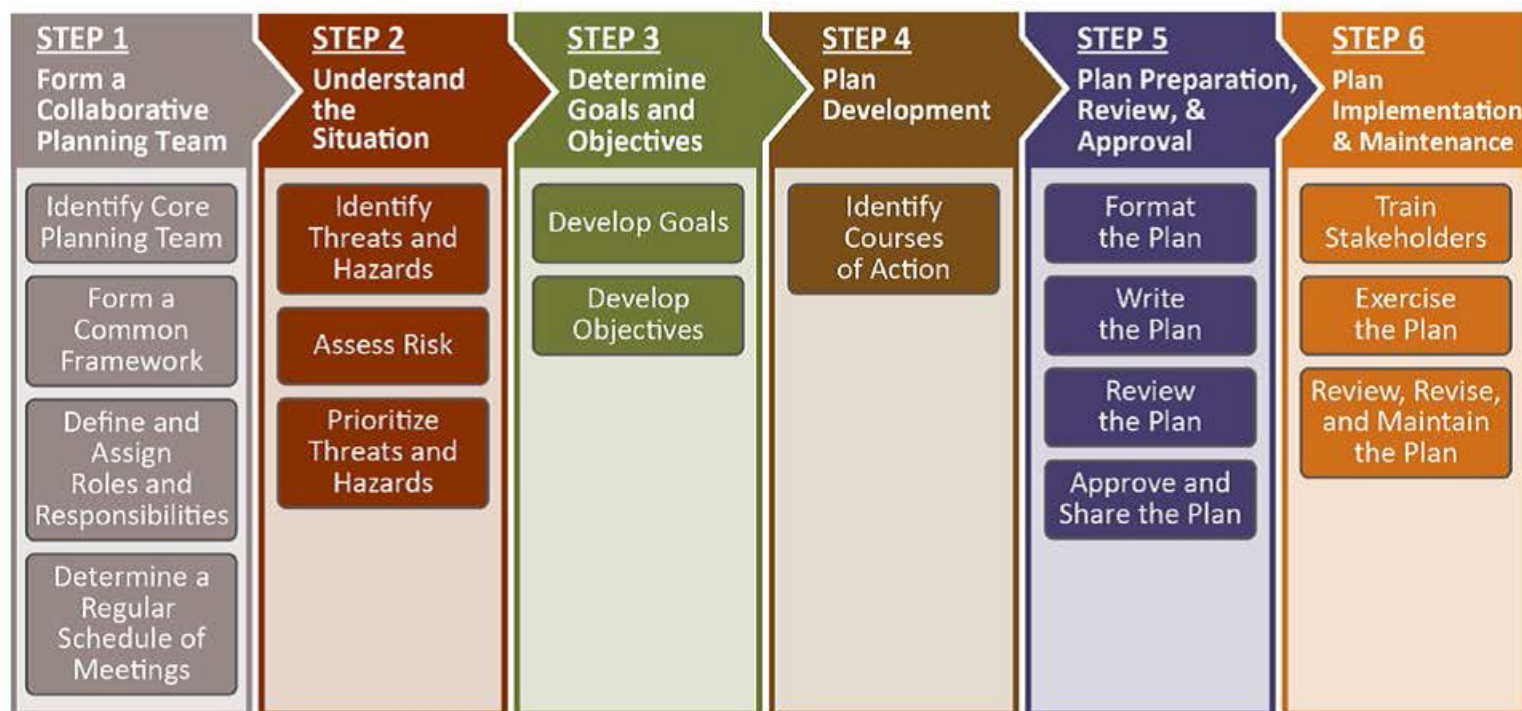 STEP 1
Form a
Collaborative
Planning Team
Identify Core
Planning Team
Form a
Common
Framework
Define and
Assign
Roles and
Responsibilities
Determine a
Regular
Schedule of
Meetings
STEP 2
Understand
the
Situation
Identify
Threats and
Hazards
Assess Risk
Prioritize
Threats and
Hazards
STEP 3
Determine
Goals and
Objectives
Develop Goals
Develop
Objectives
STEP 4
Plan
Development
Identify
Courses
of Action
STEP 5
Plan Preparation,
Review, &
Approval
Format
the Plan
Write
the Plan
Review
the Plan
Approve and
Share the Plan
STEP 6
Plan
Implementation
& Maintenance
Train
Stakeholders
Exercise
the Plan
Review, Revise,
and Maintain
the Plan